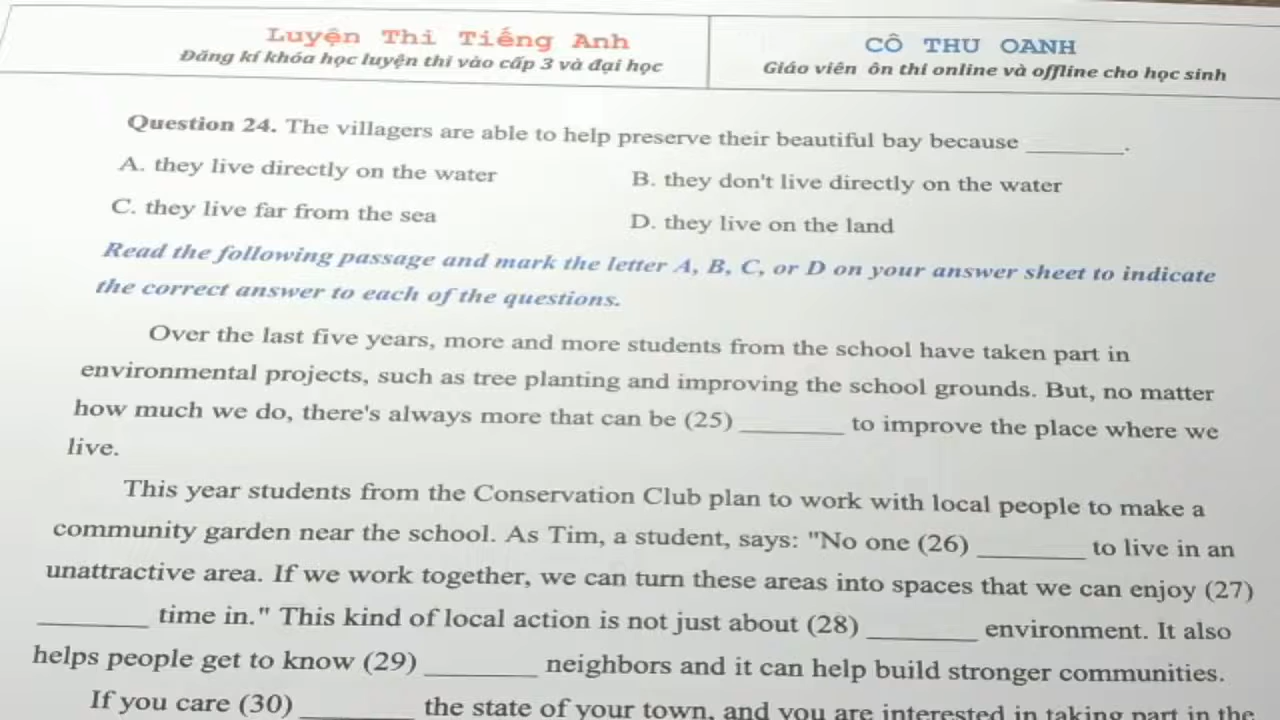 Luyện Thi Tiếng Anh
Đăng kí khóa học luyện thi vào cấp 3 và đại học
CÔ THU OANH
Giáo viên ôn thi online và offline cho học sinh
Question 24. The villagers are able to help preserve their beautiful bay because ________.
A. they live directly on the water
B. they don't live directly on the water
C. they live far from the sea
D. they live on the land
Read the following passage and mark the letter A, B, C, or D on your answer sheet to indicate
the correct answer to each of the questions.
Over the last five years, more and more students from the school have taken part in
environmental projects, such as tree planting and improving the school grounds. But, no matter
how much we do, there's always more that can be (25) ________ to improve the place where we
live.
This year students from the Conservation Club plan to work with local people to make a
community garden near the school. As Tim, a student, says: "No one (26) ________ to live in an
unattractive area. If we work together, we can turn these areas into spaces that we can enjoy (27)
________ time in." This kind of local action is not just about (28) ________ environment. It also
helps people get to know (29) ________ neighbors and it can help build stronger communities.
If you care (30) ________ the state of your town, and you are interested in taking part in the